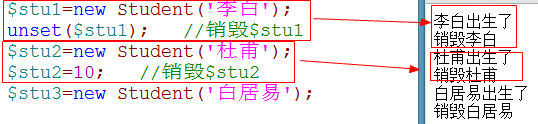 $stu1=new Student('李白');
unset($stu1);   //销毁$stu1
$stu2=new Student('杜甫');
$stu2=10;   //销毁$stu2
$stu3=new Student('白居易');
李白出生了
销毁李白
杜甫出生了
销毁杜甫
白居易出生了
销毁白居易